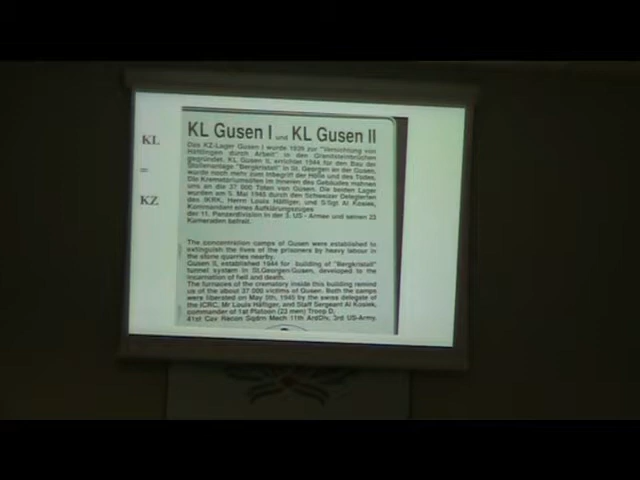 KL
=
KZ
KL Gusen I und KL Gusen II
Das KZ-Lager Gusen I wurde 1939 zur "Vernichtung von
Häftlingen durch Arbeit" in den Granitsteinbrüchen
gegründet. KL Gusen II, errichtet 1944 für den Bau der
Stollenanlage "Bergkristall" in St. Georgen an der Gusen,
wurde noch mehr zum Inbegriff der Hölle und des Todes.
Die Krematoriumsöfen im Inneren des Gebäudes mahnen
uns an die 37 000 Toten von Gusen. Die beiden Lager
wurden am 5. Mai 1945 durch den Schweizer Delegierten
des IKRK, Herrn Louis Häfliger, und S/Sgt Al Kosiek,
Kommandant eines Aufklärungszuges
der 11. Panzerdivision in der 3. US - Armee und seinen 23
Kameraden befreit.
The concentration camps of Gusen were established to
extinguish the lives of the prisoners by heavy labour in
the stone quarries nearby.
Gusen II, established 1944 for building of "Bergkristall"
tunnel system in St.Georgen/Gusen, developed to the
incarnation of hell and death.
The furnaces of the crematory inside this building remind
us of the about 37 000 victims of Gusen. Both the camps
were liberated on May 5th, 1945 by the swiss delegate of
the ICRC, Mr Louis Häfliger, and Staff Sergeant Al Kosiek,
commander of 1st Platoon (23 men) Troop D,
41st Cav Recon Sqdrn Mech 11th ArdDiv, 3rd US-Army.